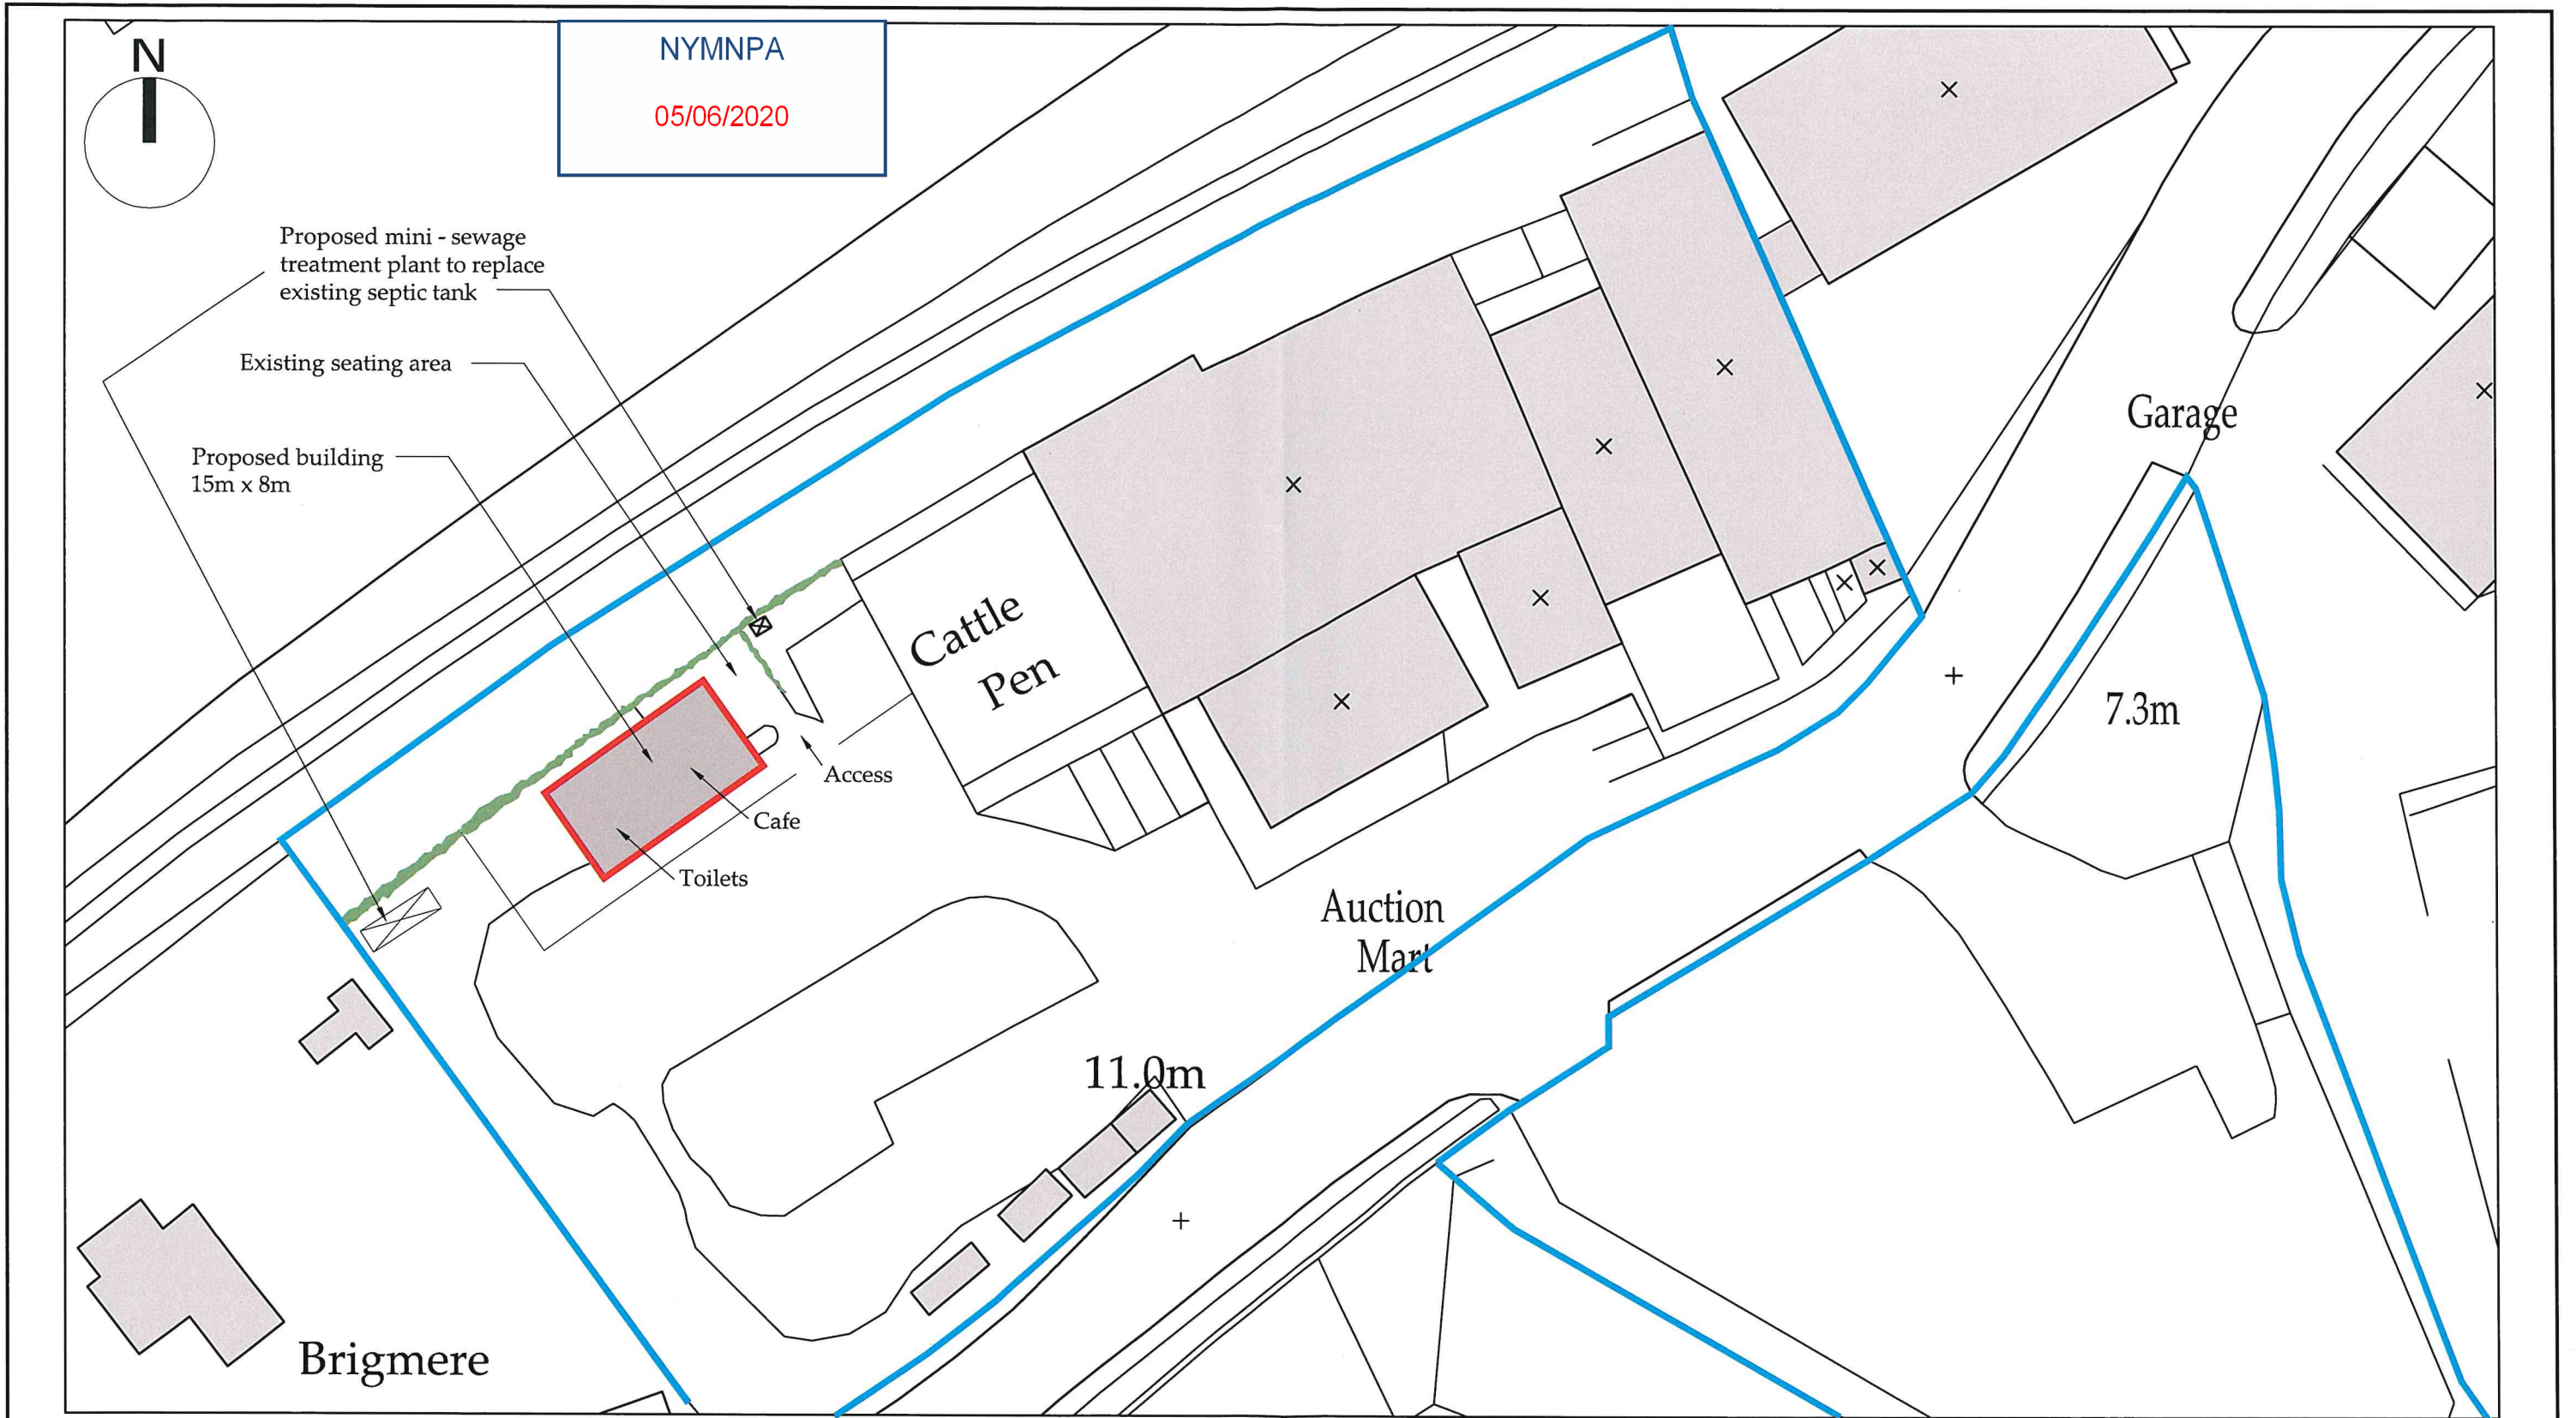 N
NYMNPA
05/06/2020
Proposed mini - sewage
treatment plant to replace
existing septic tank
Existing seating area
Proposed building
15m x 8m
Garage
Cattle
Pen
7.3m
Access
Cafe
Toilets
Auction
Mart
11.0m
Brigmere